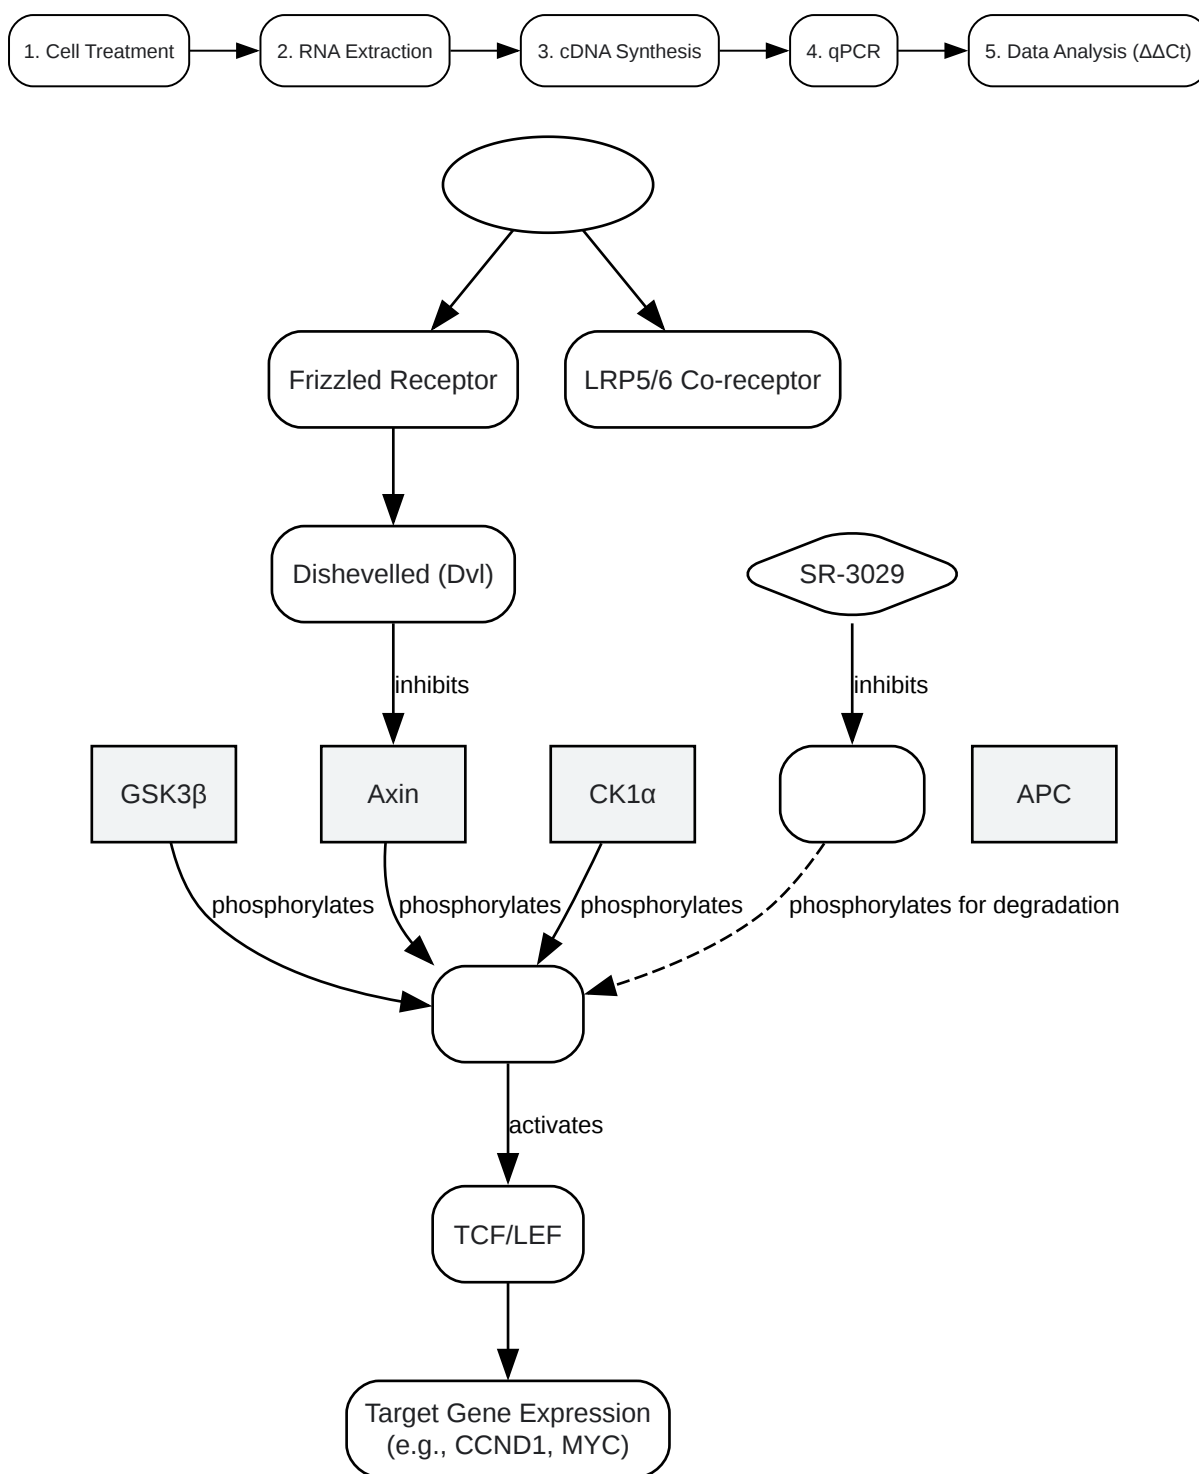 1. Cell Treatment
2. RNA Extraction
3. cDNA Synthesis
4. qPCR
5. Data Analysis (ΔΔCt)
Frizzled Receptor
LRP5/6 Co-receptor
Dishevelled (Dvl)
SR-3029
inhibits
inhibits
GSK3β
Axin
CK1α
APC
phosphorylates
phosphorylates
phosphorylates
phosphorylates for degradation
activates
TCF/LEF
Target Gene Expression
(e.g., CCND1, MYC)